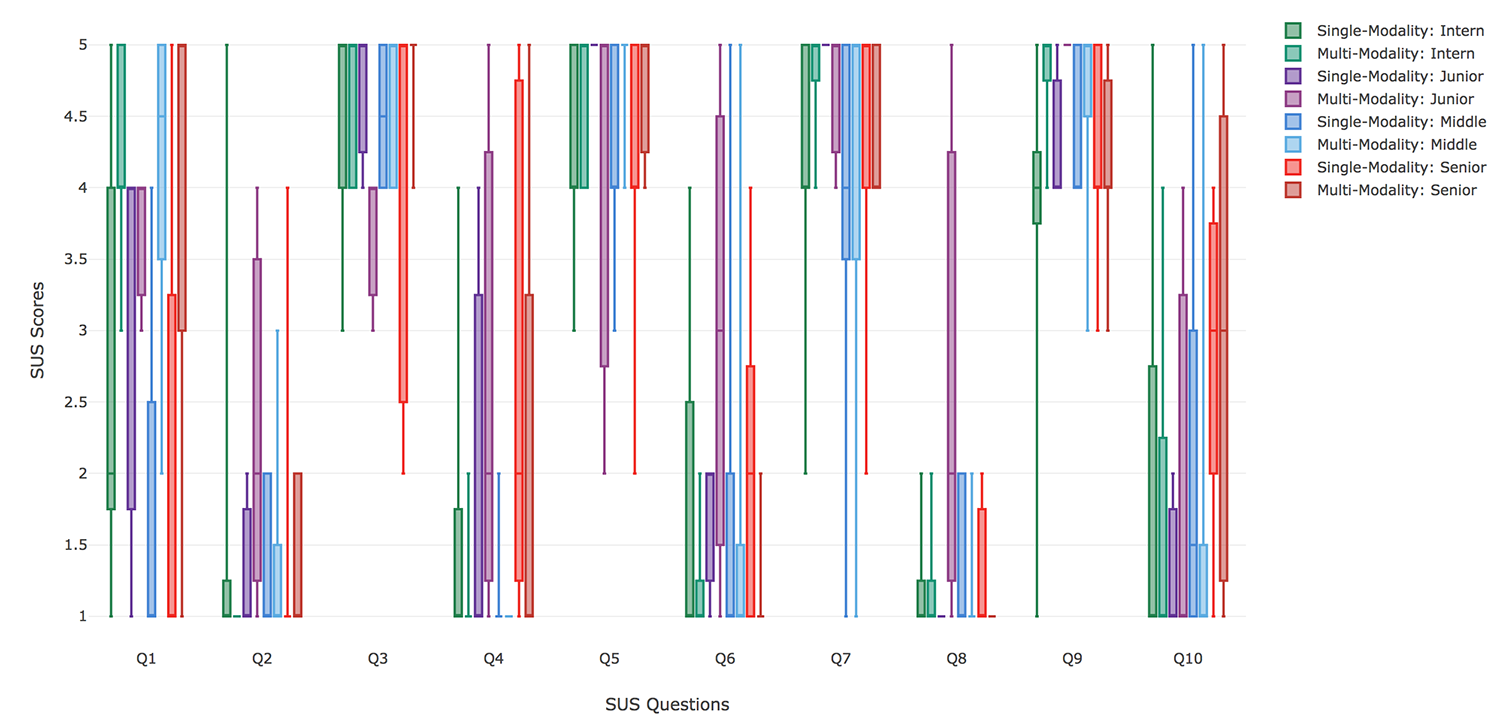 5
4.5
4
3.5
3
2.5
2
1.5
1
SUS Scores
Q1 Q2 Q3 Q4 Q5 Q6 Q7 Q8 Q9 Q10
SUS Questions
Single-Modality: Intern
Multi-Modality: Intern
Single-Modality: Junior
Multi-Modality: Junior
Single-Modality: Middle
Multi-Modality: Middle
Single-Modality: Senior
Multi-Modality: Senior